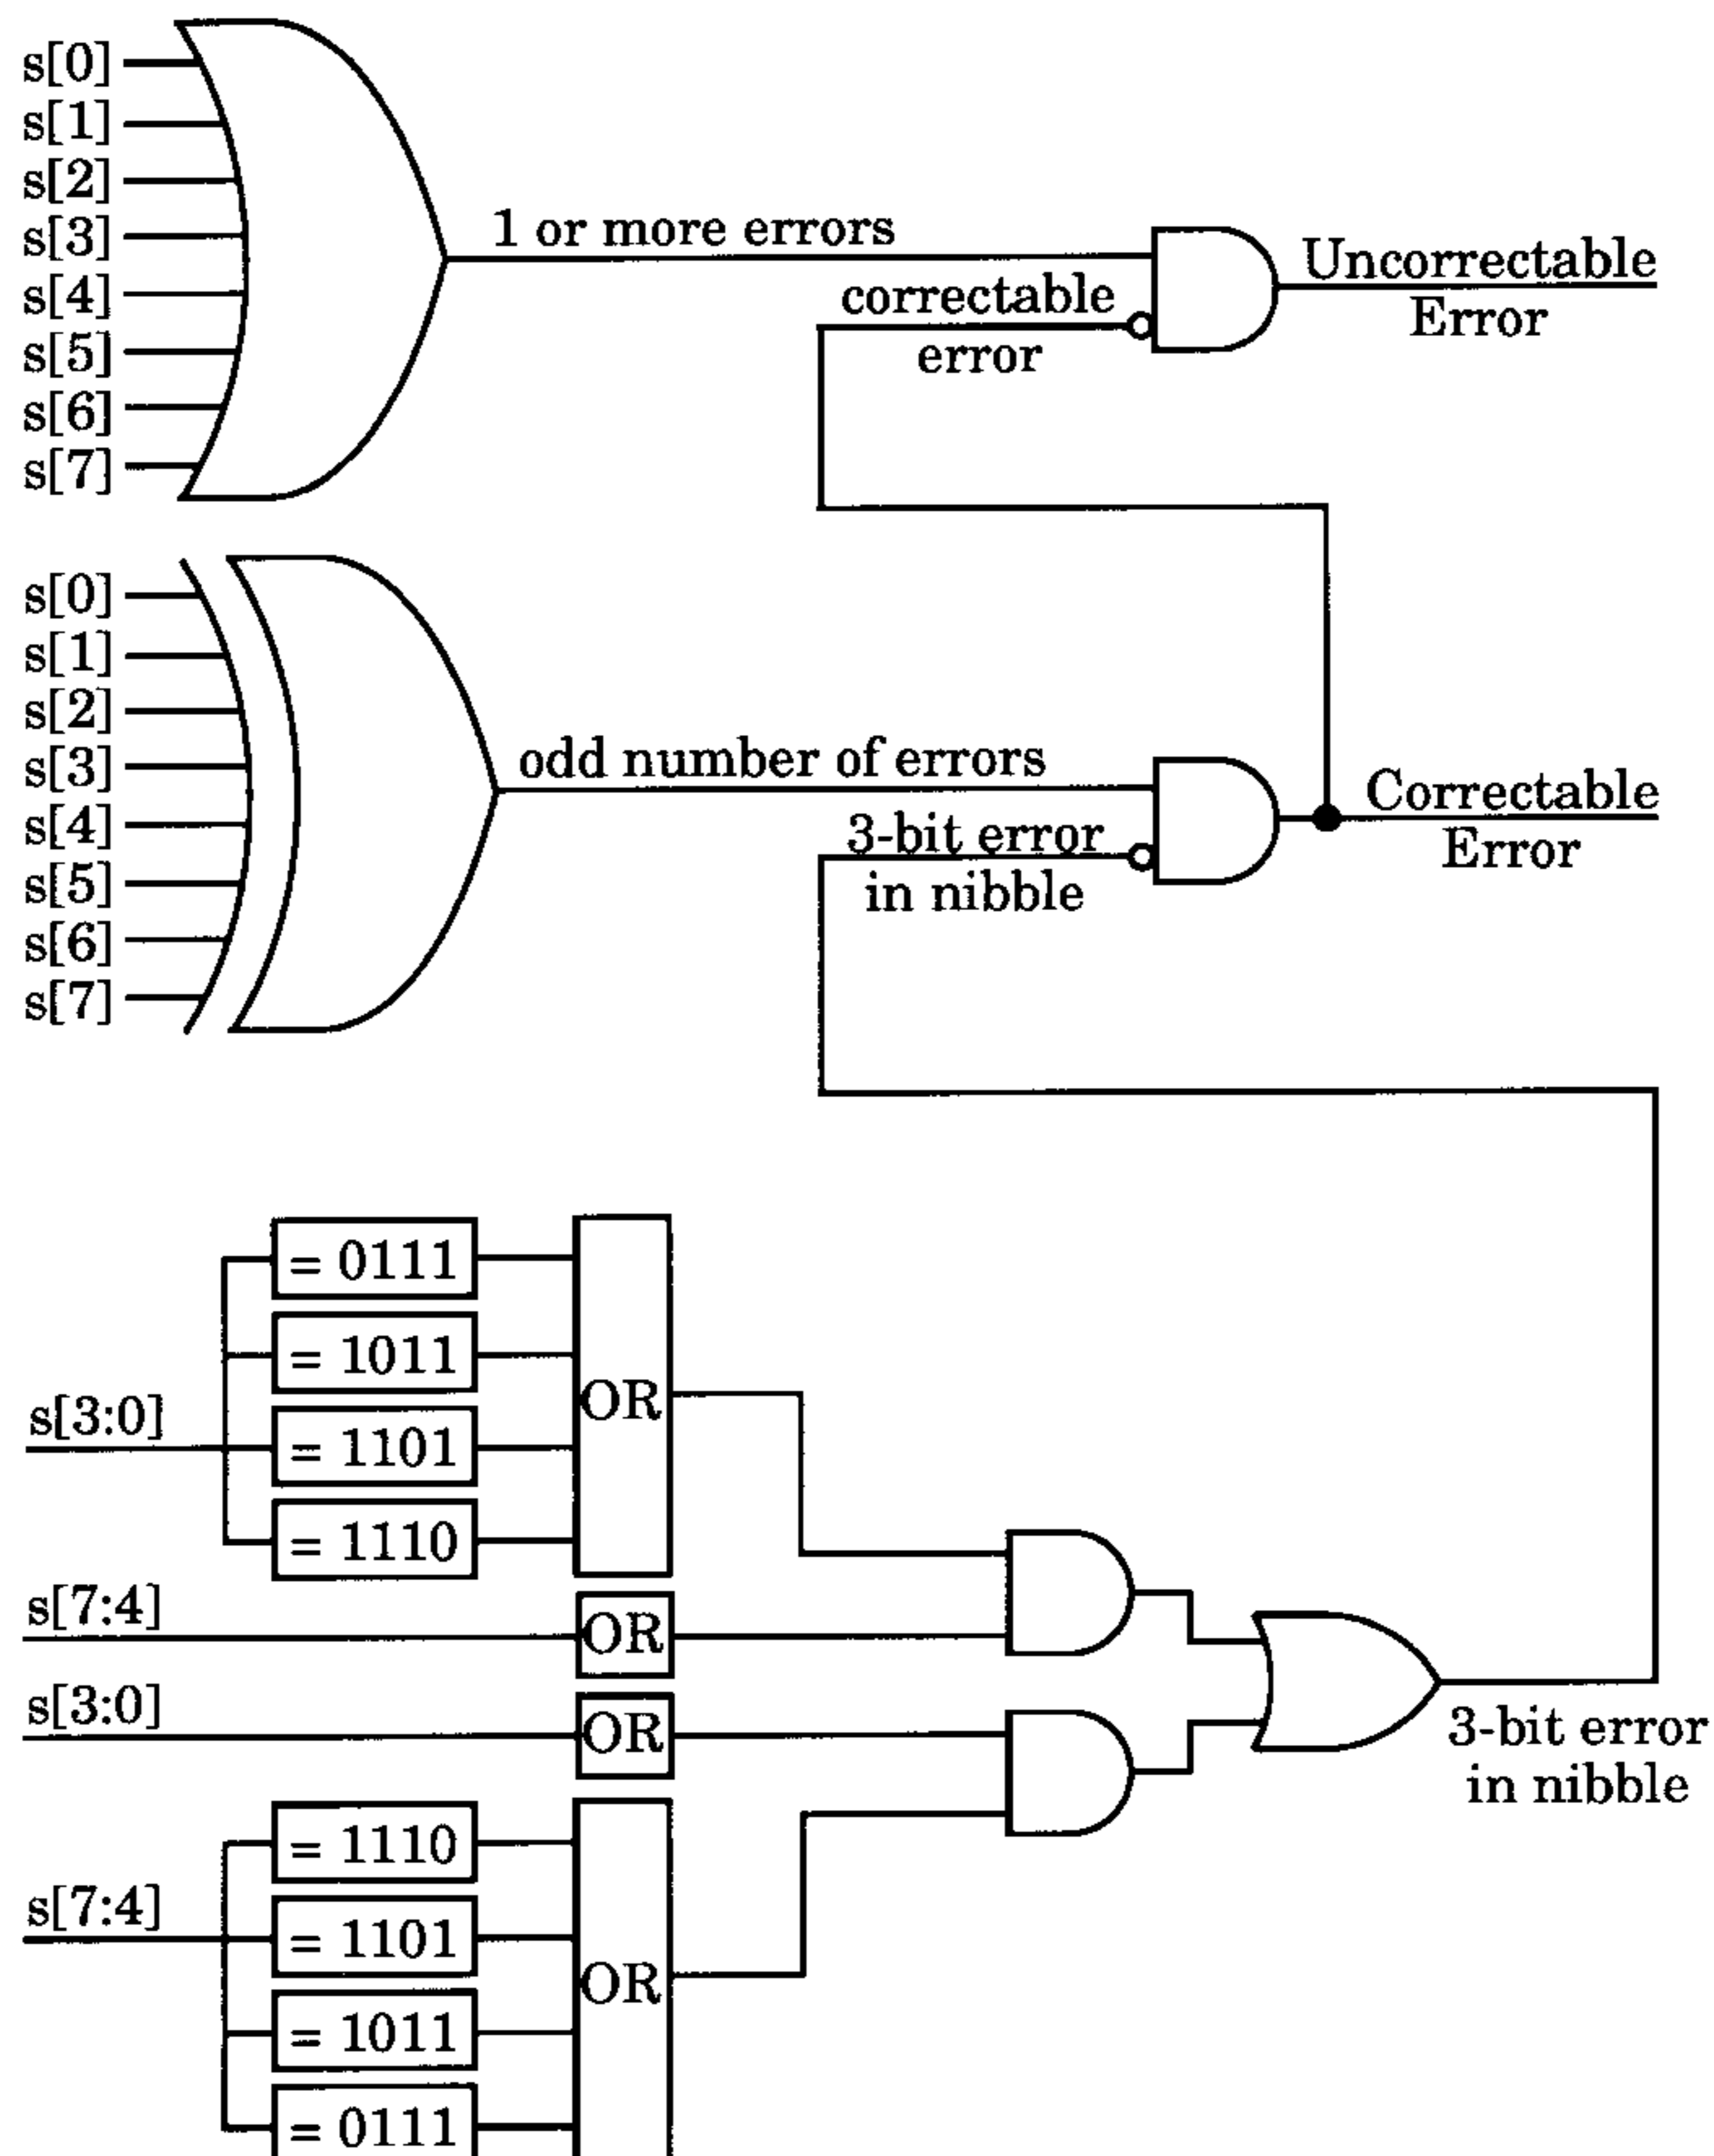 s[0]
s[1]
s[2]
s[3]
s[4]
s[5]
s[6]
s[7]
1 or more errors
correctable
error
Uncorrectable
Error
s[0]
s[1]
s[2]
s[3]
s[4]
s[5]
s[6]
s[7]
odd number of errors
3-bit error
in nibble
Correctable
Error
= 0111
= 1011
s[3:0]
= 1101
= 1110
OR
s[7:4]
OR
s[3:0]
OR
3-bit error
in nibble
= 1110
s[7:4]
= 1101
= 1011
= 0111
OR